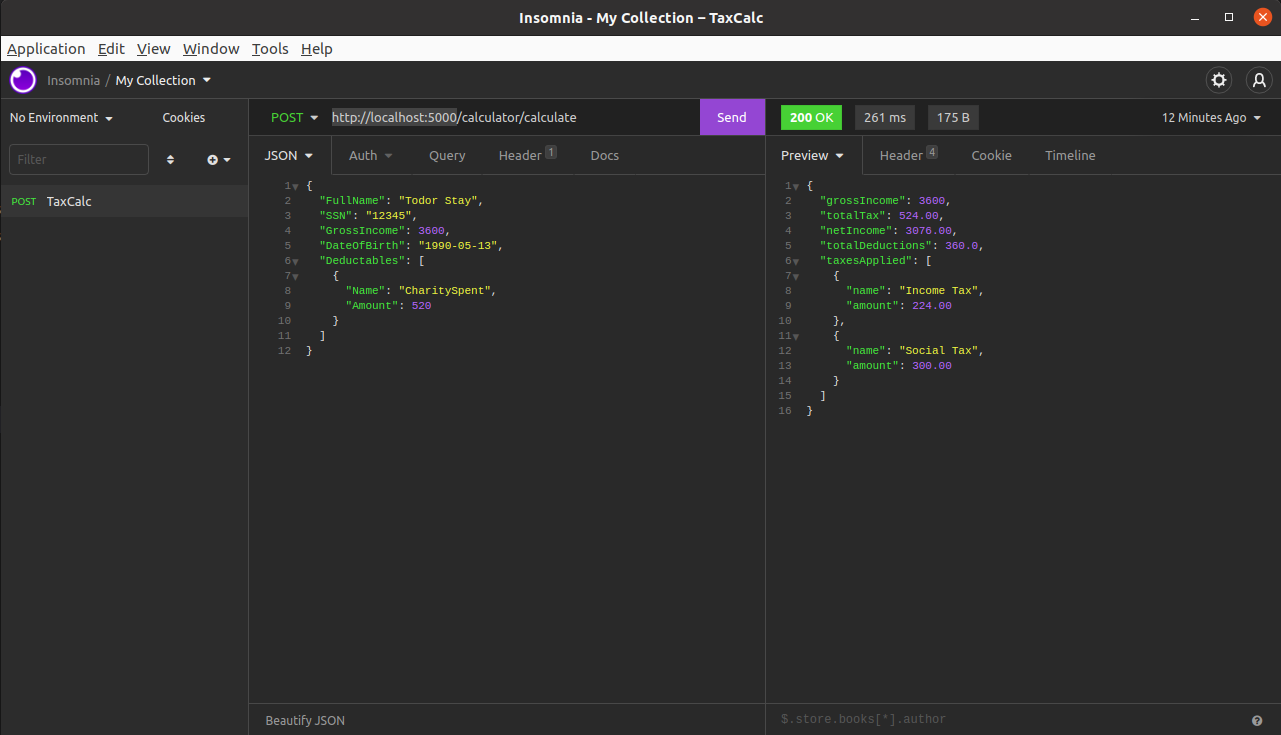 Insomnia - My Collection – TaxCalc
Application Edit View Window Tools Help
Insomnia / My Collection
No Environment Cookies
Filter
POST TaxCalc
POST http://localhost:5000/calculator/calculate Send
JSON Auth Query Header 1 Docs
1 {
2 "FullName": "Todor Stay",
3 "SSN": "12345",
4 "GrossIncome": 3600,
5 "DateOfBirth": "1990-05-13",
6 "Deductables": [
7 {
8 "Name": "CharitySpent",
9 "Amount": 520
10 }
11 ]
12 }
Beautify JSON
200 OK 261 ms 175 B 12 Minutes Ago
Preview Header 4 Cookie Timeline
1 {
2 "grossIncome": 3600,
3 "totalTax": 524.00,
4 "netIncome": 3076.00,
5 "totalDeductions": 360.0,
6 "taxesApplied": [
7 {
8 "name": "Income Tax",
9 "amount": 224.00
10 },
11 {
12 "name": "Social Tax",
13 "amount": 300.00
14 }
15 ]
16 }
$.store.books[*].author